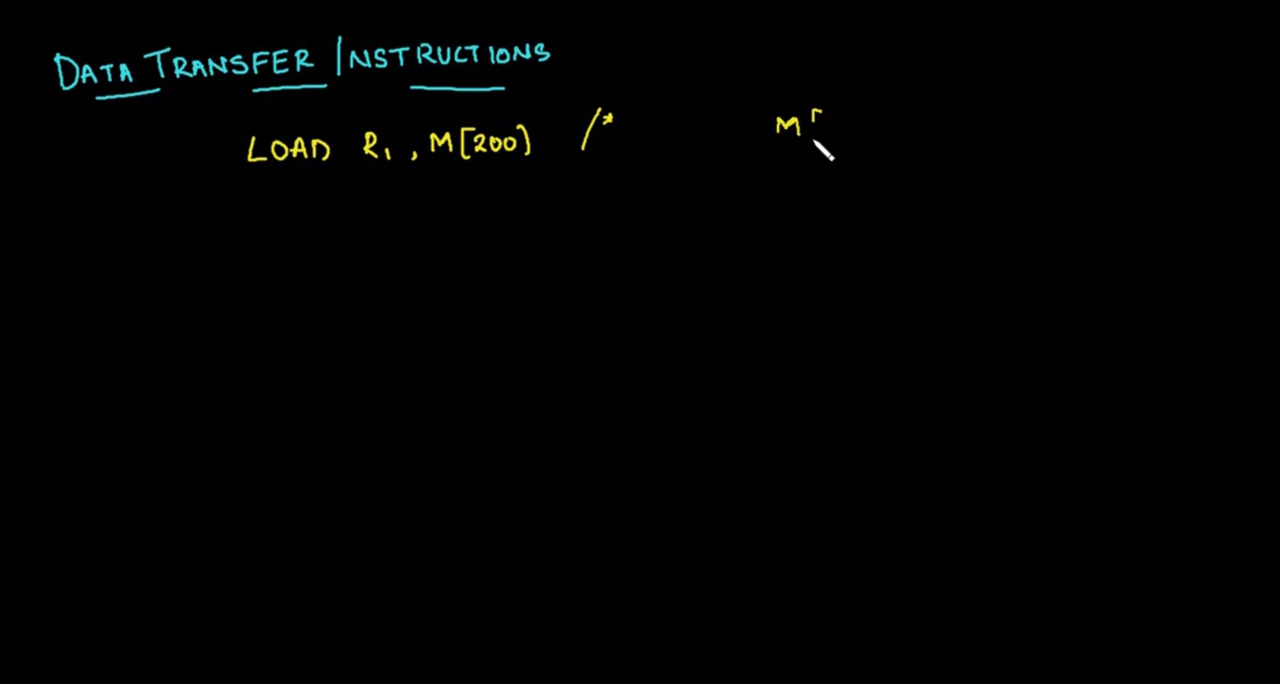 DATA TRANSFER INSTRUCTIONS
LOAD R1 , M[200] /* M [